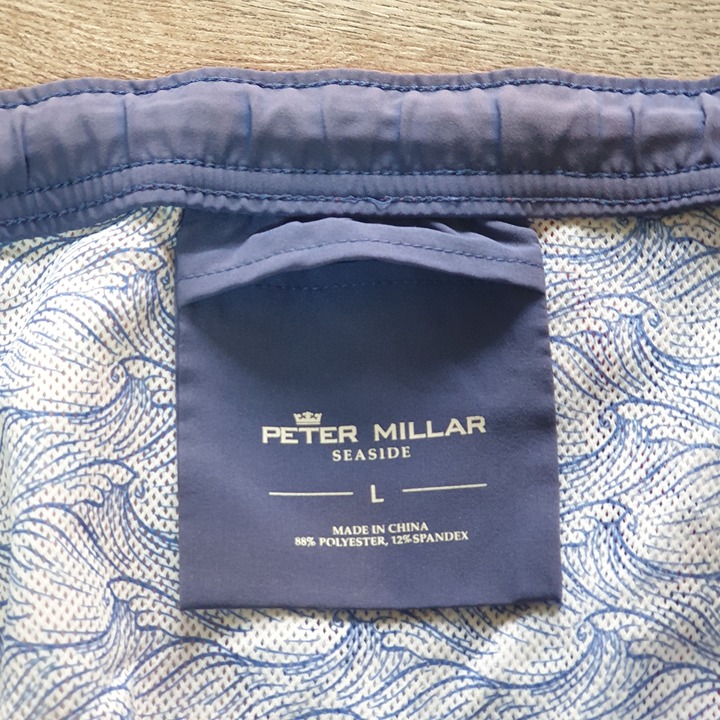 PETER MILLAR
SEASIDE
L
MADE IN CHINA
88% POLYESTER, 12% SPANDEX